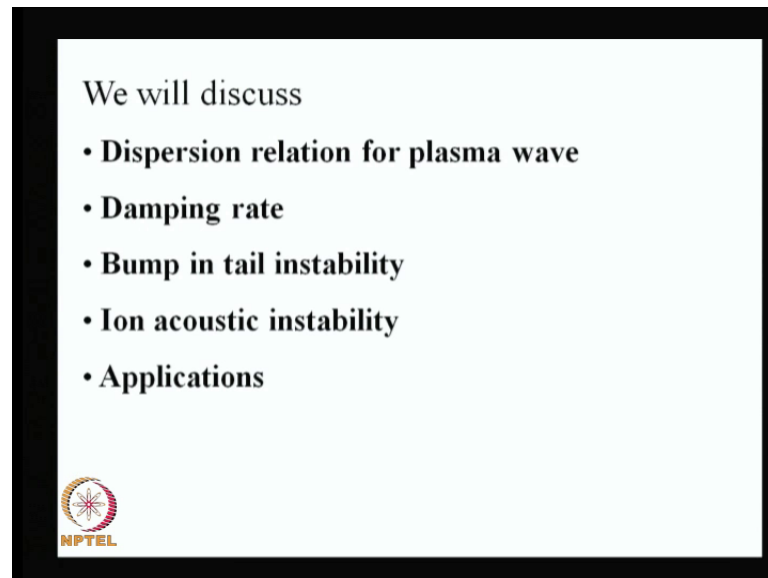 We will discuss
• Dispersion relation for plasma wave
• Damping rate
• Bump in tail instability
• Ion acoustic instability
• Applications
NPTEL